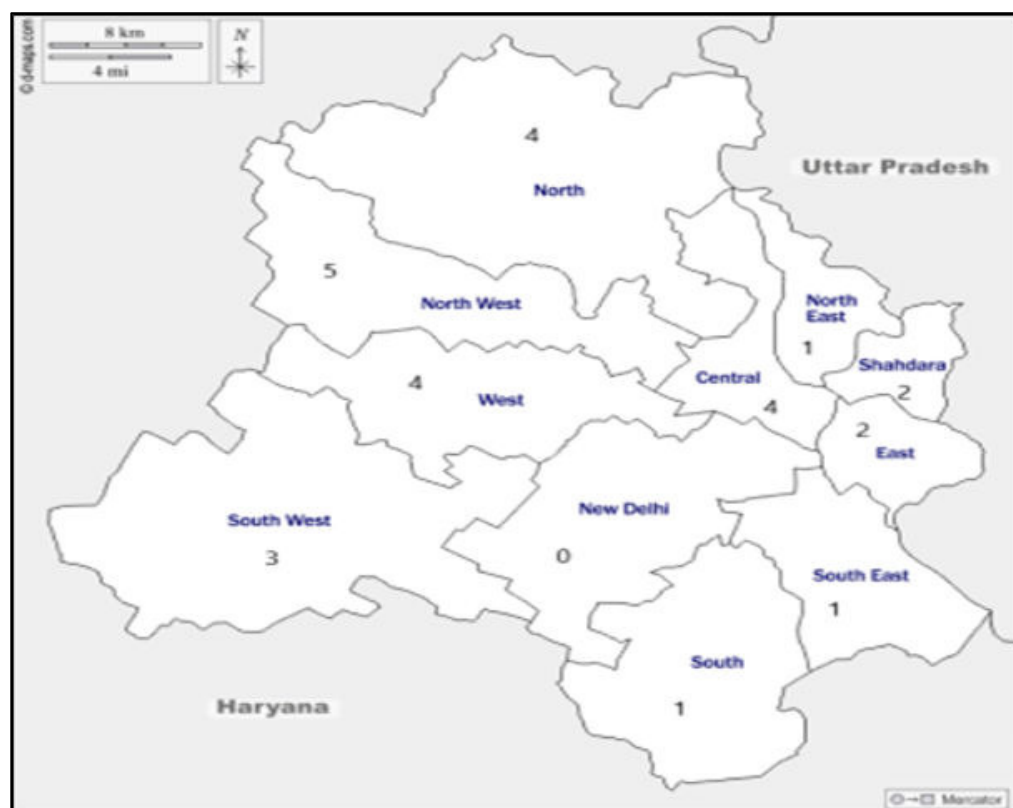 © d-maps.com
8 km
4 mi
N
4
North
Uttar Pradesh
5
North West
North
East
1
Shahdara
2
4
West
Central
4
2
East
South West
3
New Delhi
0
South East
1
South
1
Haryana
Mercator